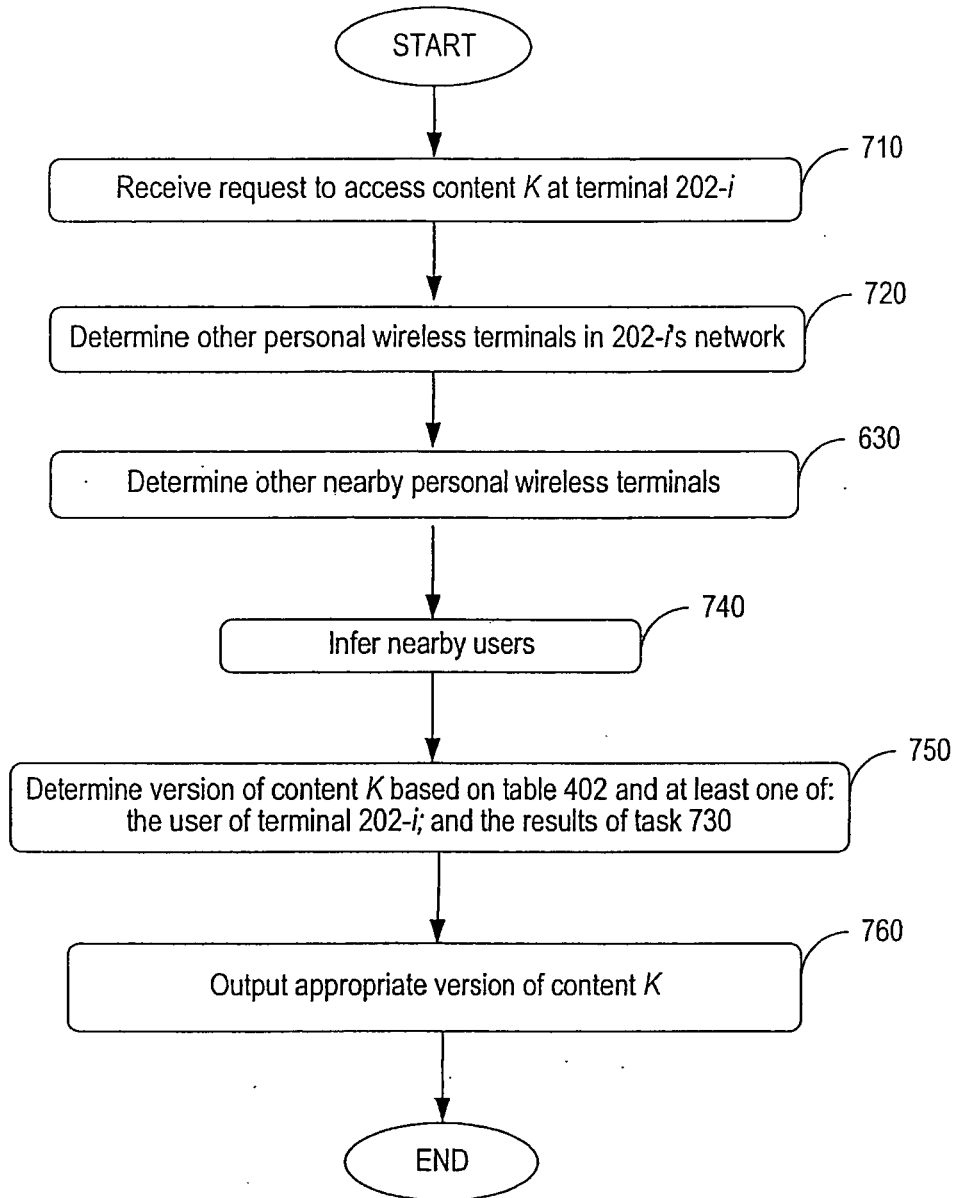 START
710
Receive request to access content K at terminal 202-i
720
Determine other personal wireless terminals in 202-i's network
630
Determine other nearby personal wireless terminals
740
Infer nearby users
750
Determine version of content K based on table 402 and at least one of:
the user of terminal 202-i; and the results of task 730
760
Output appropriate version of content K
END